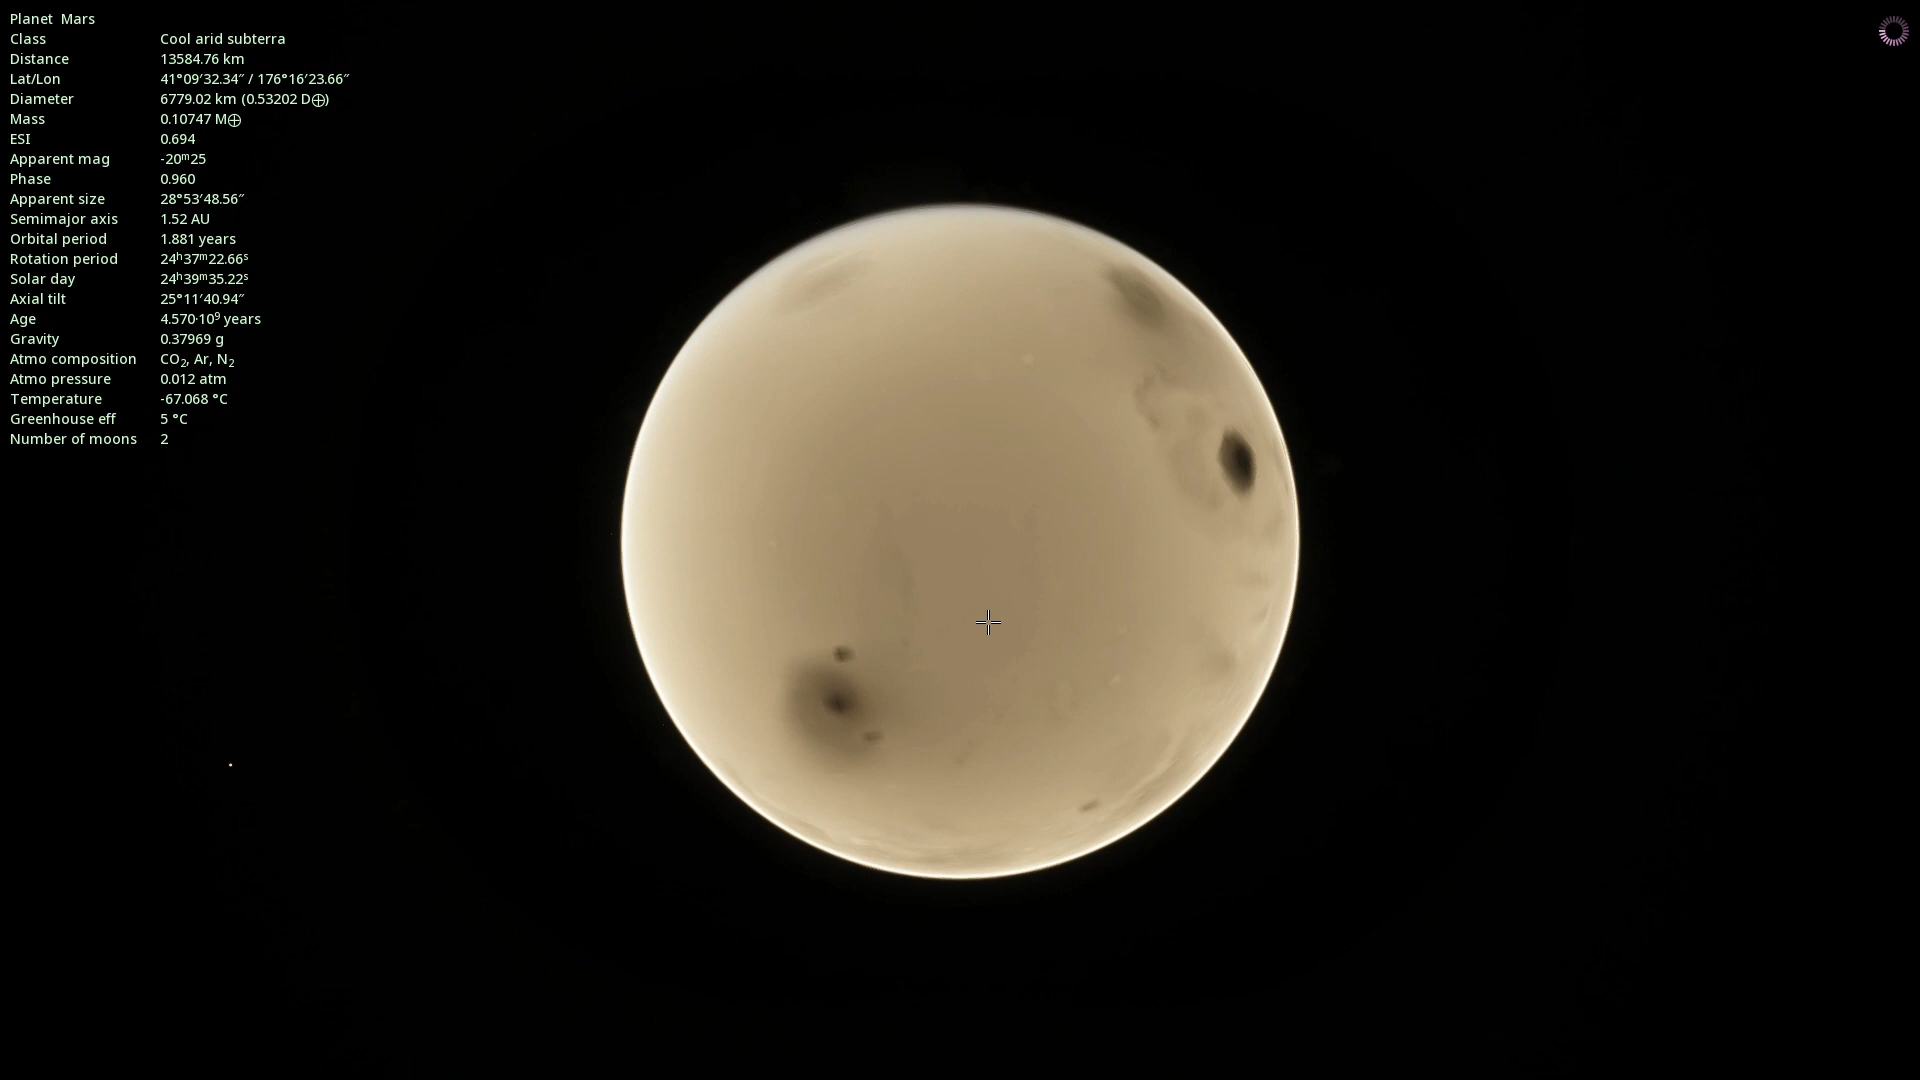 Planet Mars
Class Cool arid subterra
Distance 13584.76 km
Lat/Lon 41°09′32.34″ / 176°16′23.66″
Diameter 6779.02 km (0.53202 D⊕)
Mass 0.10747 M⊕
ESI 0.694
Apparent mag -20ᵐ25
Phase 0.960
Apparent size 28°53′48.56″
Semimajor axis 1.52 AU
Orbital period 1.881 years
Rotation period 24ʰ37ᵐ22.66ˢ
Solar day 24ʰ39ᵐ35.22ˢ
Axial tilt 25°11′40.94″
Age 4.570·10⁹ years
Gravity 0.37969 g
Atmo composition CO₂, Ar, N₂
Atmo pressure 0.012 atm
Temperature -67.068 °C
Greenhouse eff 5 °C
Number of moons 2